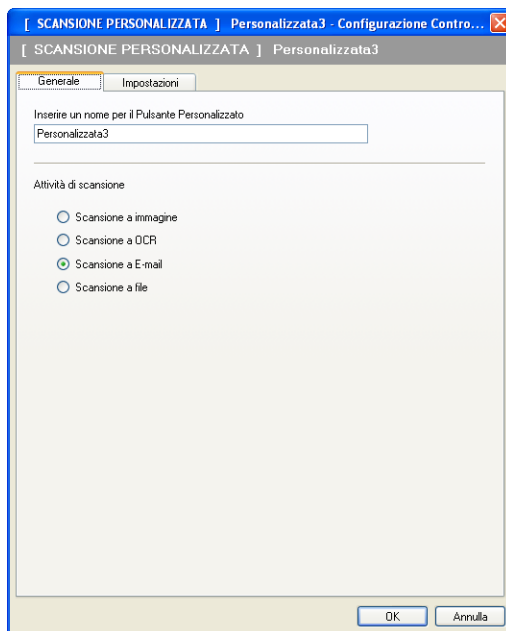 [ SCANSIONE PERSONALIZZATA ] Personalizzata3 - Configurazione Contro...
[ SCANSIONE PERSONALIZZATA ] Personalizzata3
Generale Impostazioni
Inserire un nome per il Pulsante Personalizzato
Personalizzata3
Attività di scansione
Scansione a immagine
Scansione a OCR
Scansione a E-mail
Scansione a file
OK Annulla